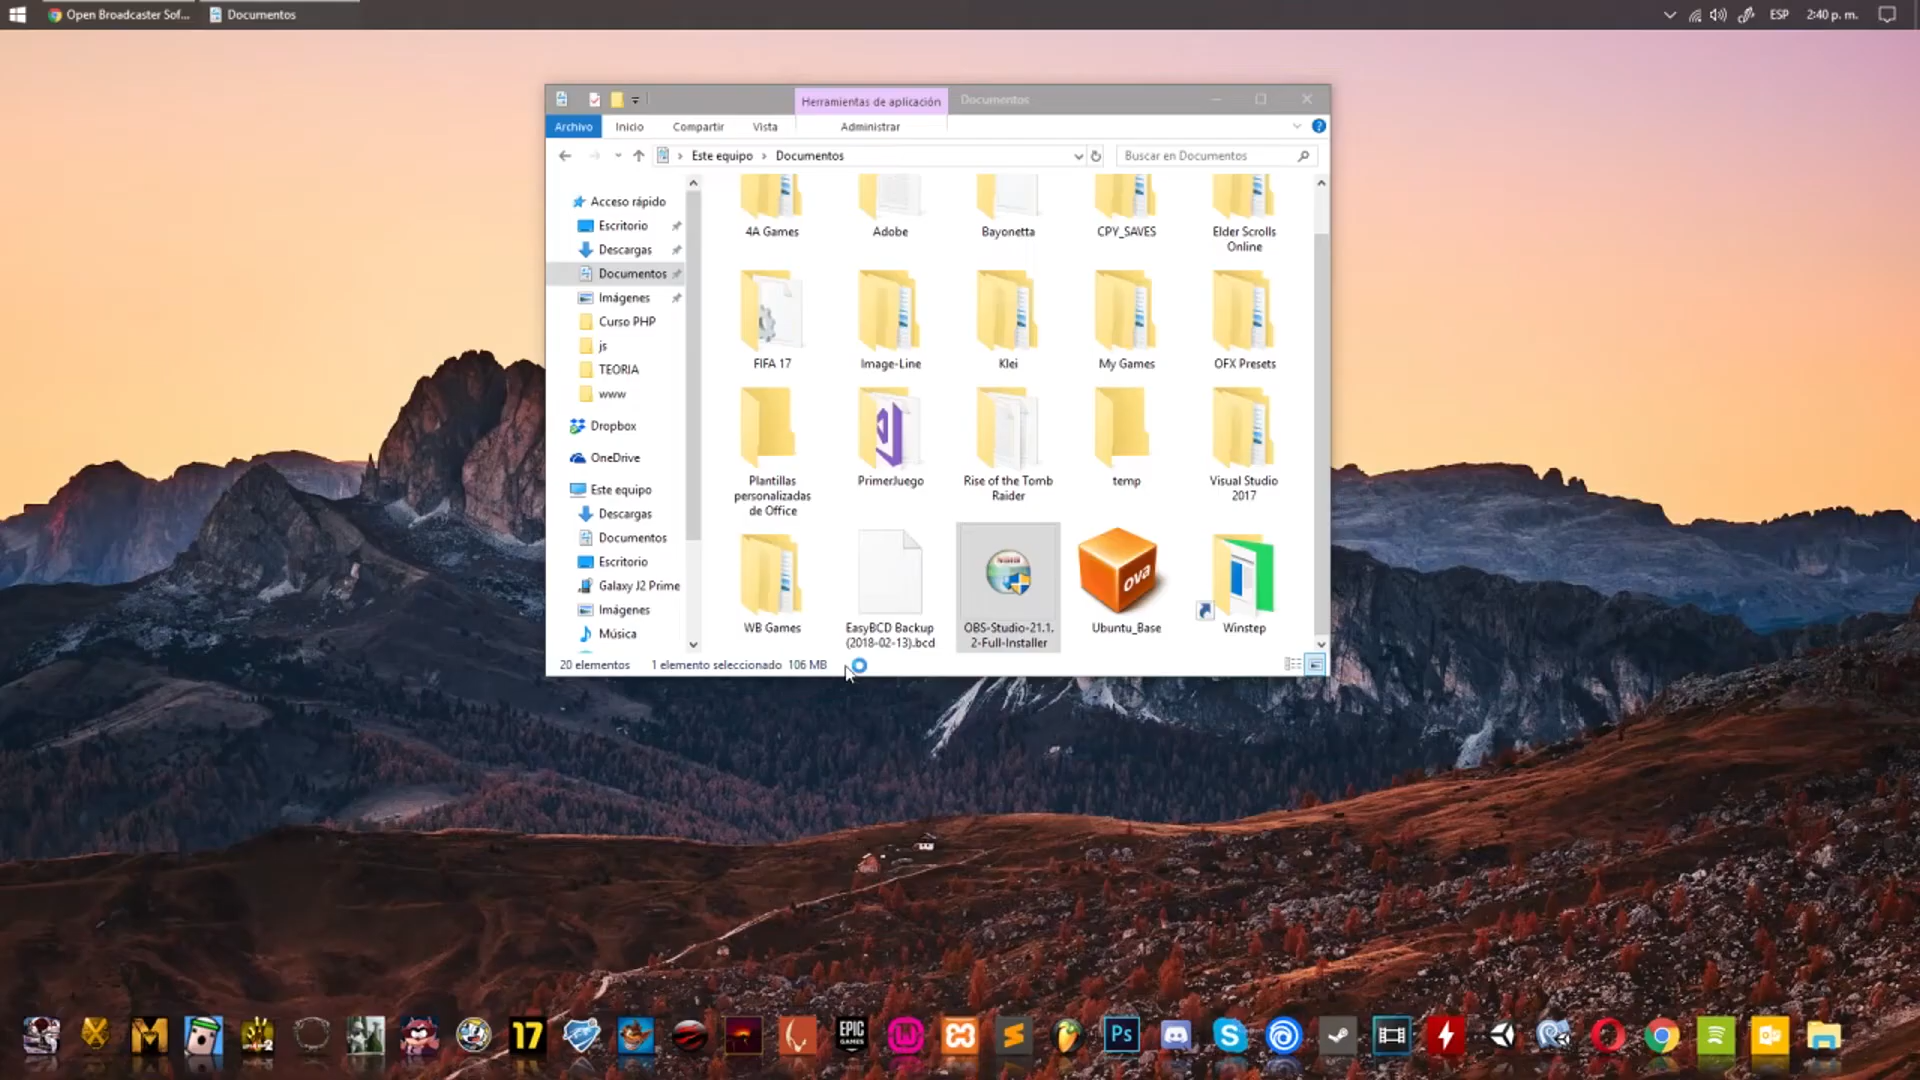 Open Broadcaster Sof...
Documentos
ESP
2:40 p. m.
Herramientas de aplicación
Documentos
Archivo
Inicio
Compartir
Vista
Administrar
Este equipo
Documentos
Buscar en Documentos
Acceso rápido
Escritorio
Descargas
Documentos
Imágenes
Curso PHP
js
TEORIA
www
Dropbox
OneDrive
Este equipo
Descargas
Documentos
Escritorio
Galaxy J2 Prime
Imágenes
Música
4A Games
Adobe
Bayonetta
CPY_SAVES
Elder Scrolls
Online
FIFA 17
Image-Line
Klei
My Games
OFX Presets
Plantillas
personalizadas
de Office
PrimerJuego
Rise of the Tomb
Raider
temp
Visual Studio
2017
WB Games
EasyBCD Backup
(2018-02-13).bcd
OBS-Studio-21.1.
2-Full-Installer
ova
Ubuntu_Base
Winstep
20 elementos
1 elemento seleccionado
106 MB
17
EPIC
GAMES
Ps